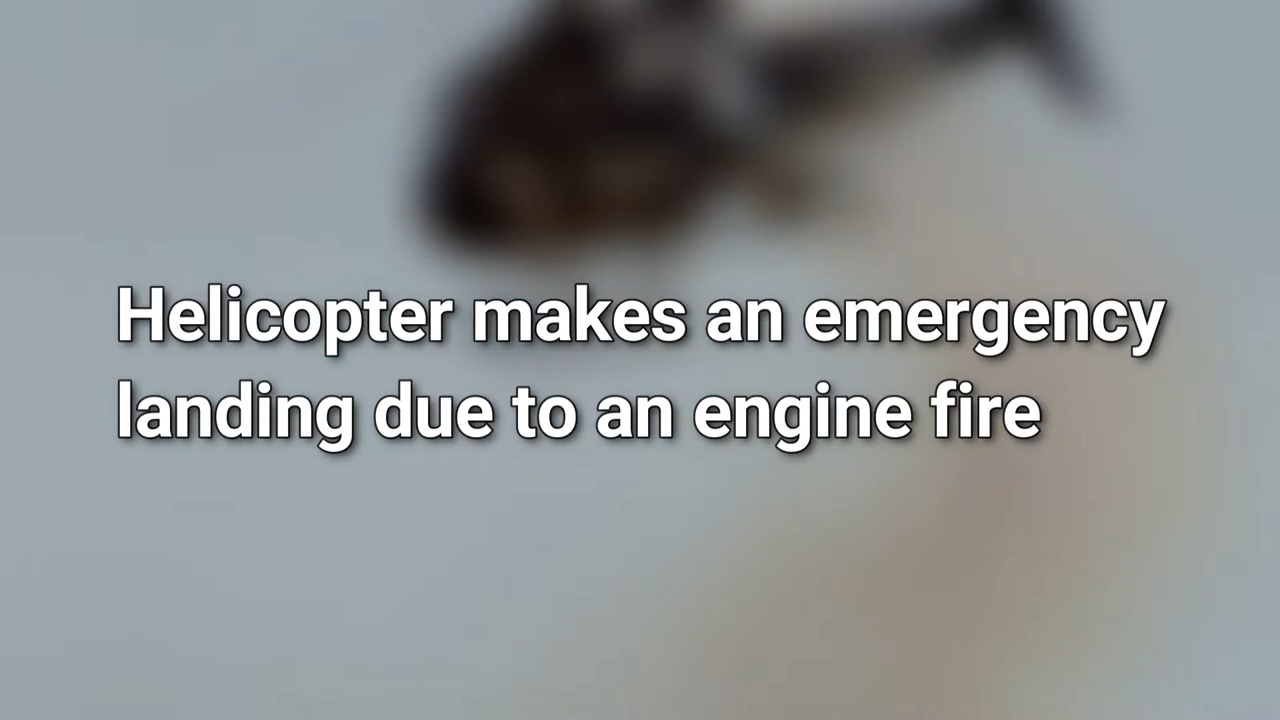 Helicopter makes an emergency
landing due to an engine fire